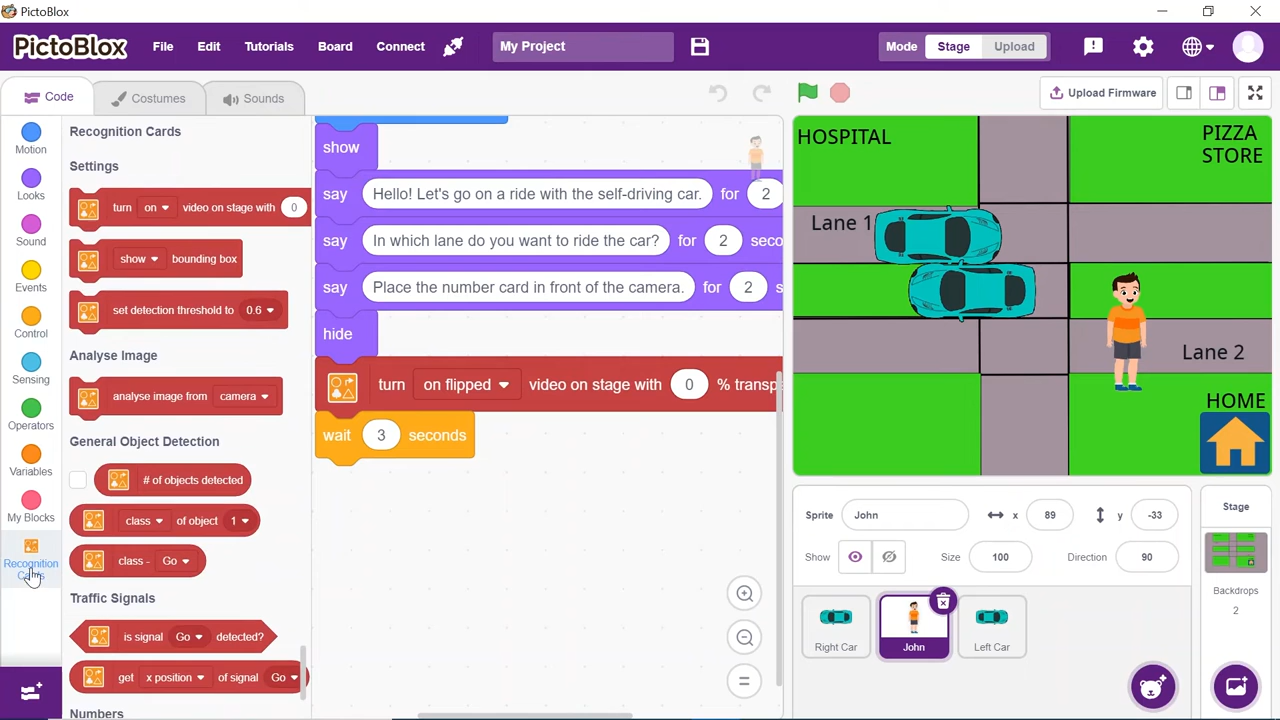 PictoBlox
PictoBlox File Edit Tutorials Board Connect My Project Mode Stage Upload
Code Costumes Sounds Upload Firmware
Motion
Looks
Sound
Events
Control
Sensing
Operators
Variables
My Blocks
Recognition
Recognition Cards
Settings
turn on video on stage with 0
show bounding box
set detection threshold to 0.6
Analyse Image
analyse image from camera
General Object Detection
# of objects detected
class of object 1
class - Go
Traffic Signals
is signal Go detected?
get x position of signal Go
Numbers
show
say Hello! Let's go on a ride with the self-driving car. for 2
say In which lane do you want to ride the car? for 2 seco
say Place the number card in front of the camera. for 2 s
hide
turn on flipped video on stage with 0 % transp
wait 3 seconds
HOSPITAL
PIZZA
STORE
Lane 1
Lane 2
HOME
Sprite John x 89 y -33
Show Size 100 Direction 90
Right Car
John
Left Car
Stage
Backdrops
2